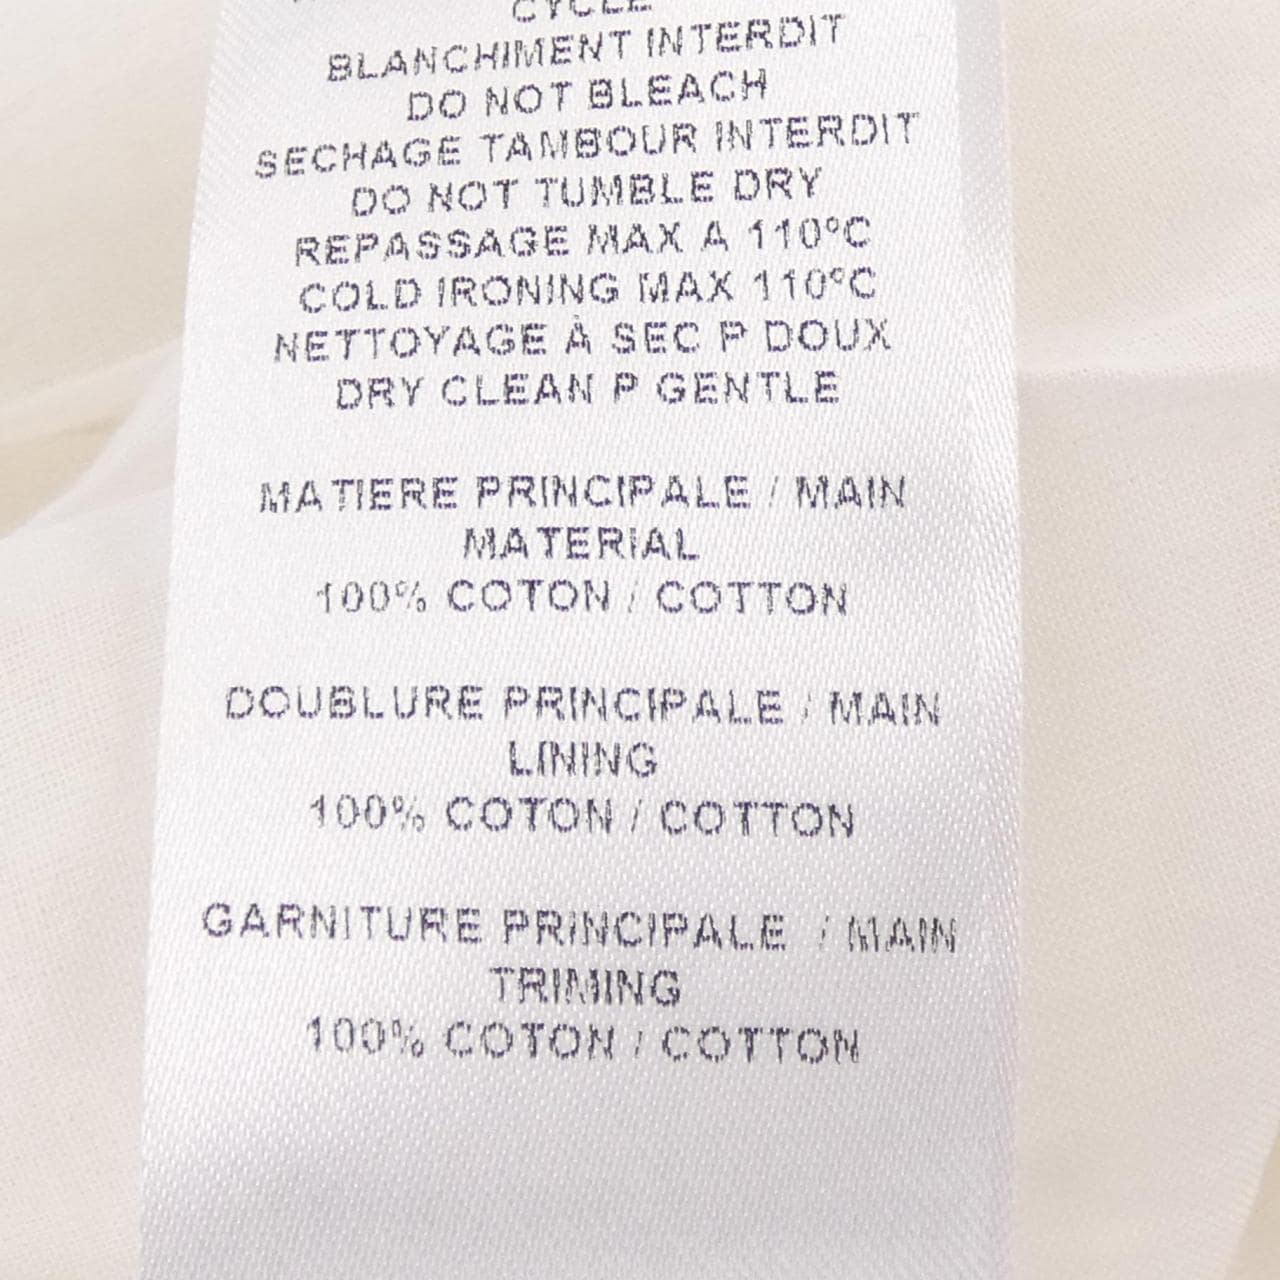 CYCLE
BLANCHIMENT INTERDIT
DO NOT BLEACH
SECHAGE TAMBOUR INTERDIT
DO NOT TUMBLE DRY
REPASSAGE MAX A 110°C
COLD IRONING MAX 110°C
NETTOYAGE À SEC P DOUX
DRY CLEAN P GENTLE
MATIERE PRINCIPALE / MAIN
MATERIAL
100% COTON / COTTON
DOUBLURE PRINCIPALE / MAIN
LINING
100% COTON / COTTON
GARNITURE PRINCIPALE / MAIN
TRIMING
100% COTON / COTTON